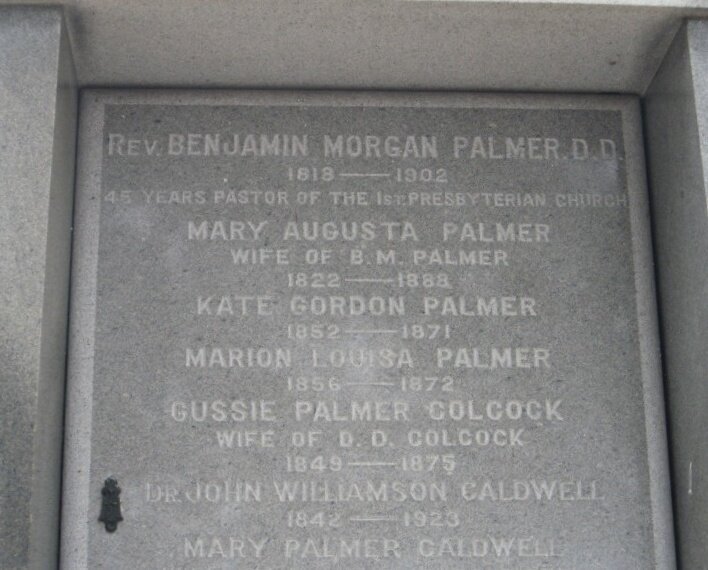 REV. BENJAMIN MORGAN PALMER. D.D.
1818 — 1902
45 YEARS PASTOR OF THE 1ST. PRESBYTERIAN CHURCH
MARY AUGUSTA PALMER
WIFE OF B.M. PALMER
1822 — 1888
KATE GORDON PALMER
1852 — 1871
MARION LOUISA PALMER
1856 — 1872
GUSSIE PALMER COLCOCK
WIFE OF D. D. COLCOCK
1849 — 1875
DR. JOHN WILLIAMSON CALDWELL
1842 — 1923
MARY PALMER CALDWELL